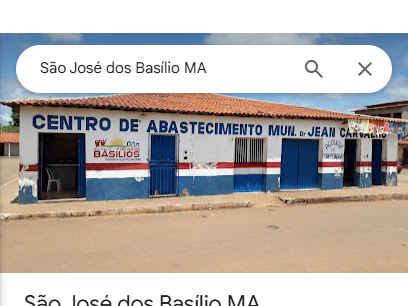 São José dos Basílio MA
CENTRO DE ABASTECIMENTO MUN. Dr JEAN CARVALHO
BASÍLIOS
São José dos Basílio MA